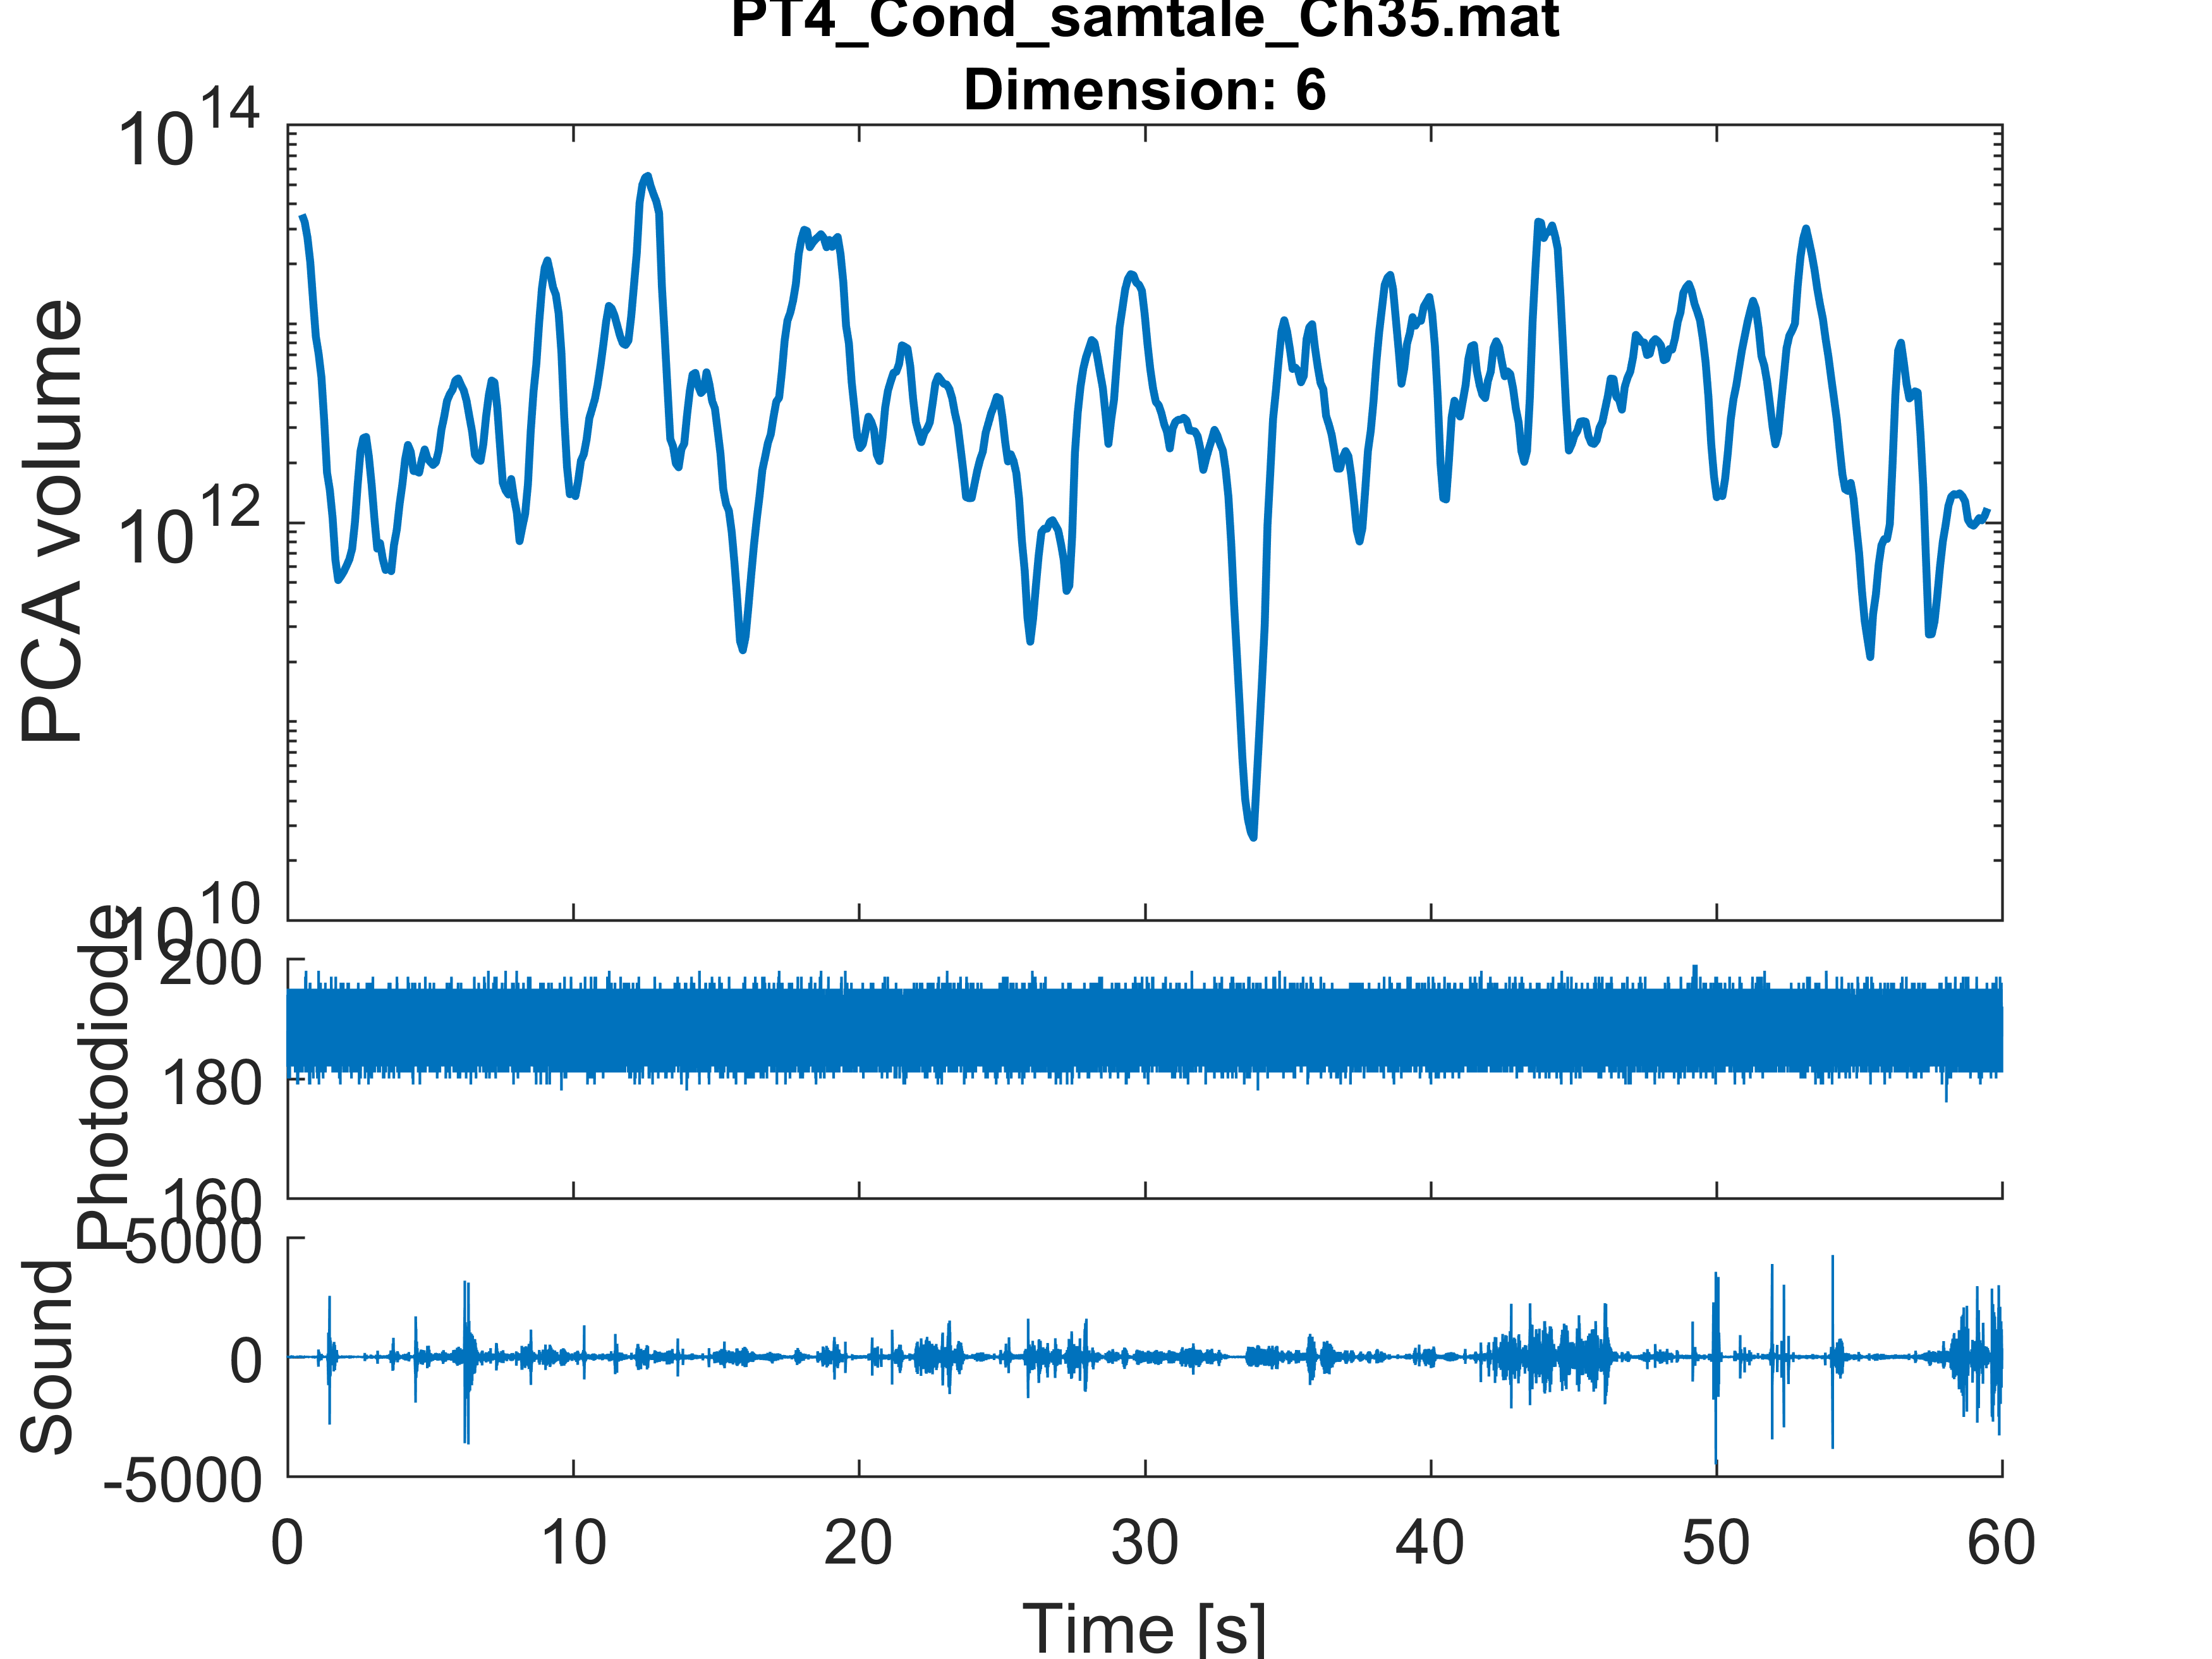 PT4_Cond_samtale_Ch35.mat
Dimension: 6
PCA volume
10^14
10^12
10^10
Photodiode
200
180
160
Sound
5000
0
-5000
0 10 20 30 40 50 60
Time [s]